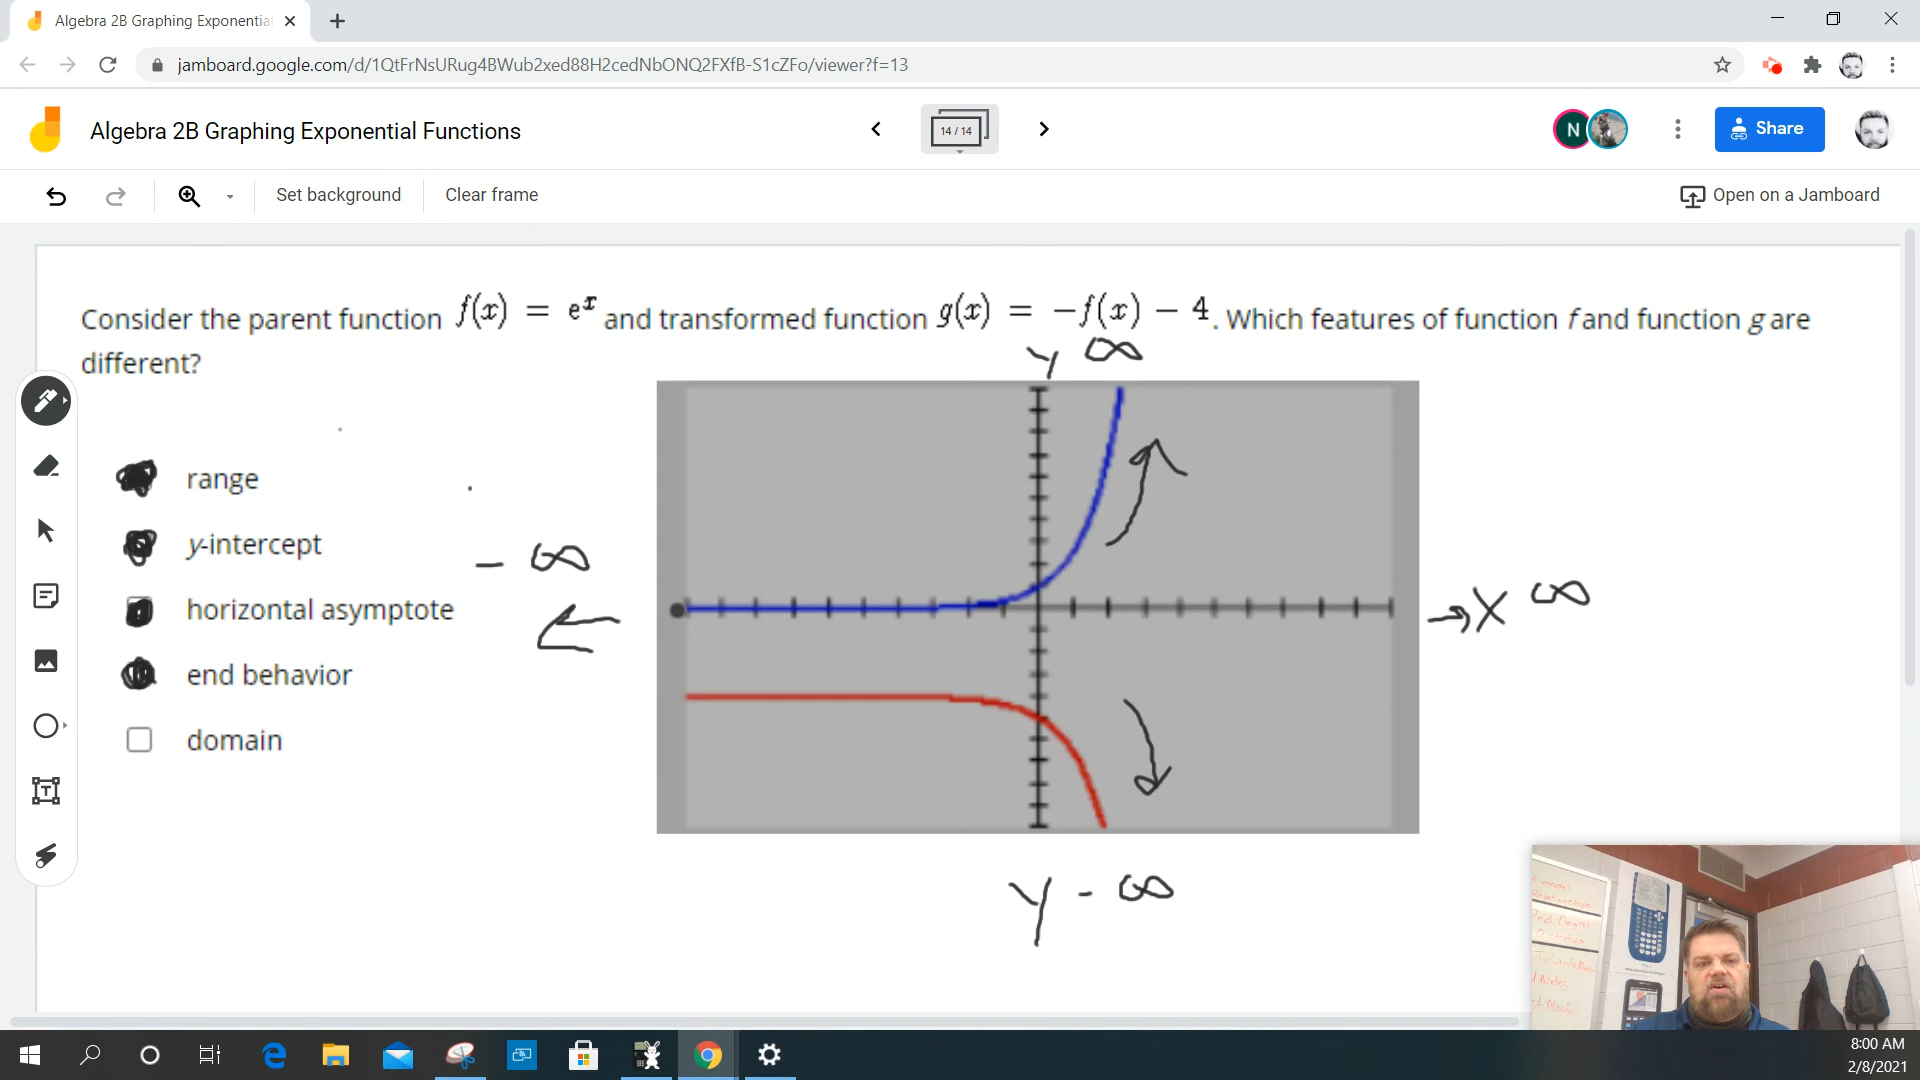 Algebra 2B Graphing Exponential
jamboard.google.com/d/1QtFrNsURug4BWub2xed88H2cedNbONQ2FXfB-S1cZFo/viewer?f=13
Algebra 2B Graphing Exponential Functions
14 / 14
N
Share
Set background
Clear frame
Open on a Jamboard
Consider the parent function f(x) = eˣ and transformed function g(x) = −f(x) − 4. Which features of function f and function g are
different?
y ∞
range
y-intercept
- ∞
horizontal asymptote
→ X ∞
end behavior
domain
y - ∞
8:00 AM
2/8/2021